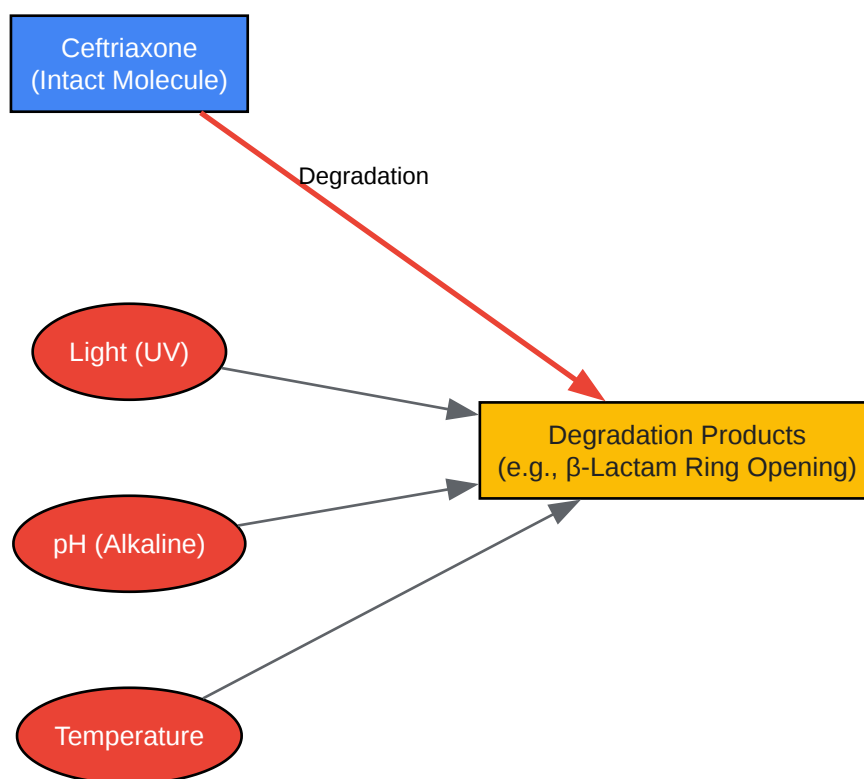 Ceftriaxone
(Intact Molecule)
Degradation
Light (UV)
Degradation Products
(e.g., β-Lactam Ring Opening)
pH (Alkaline)
Temperature